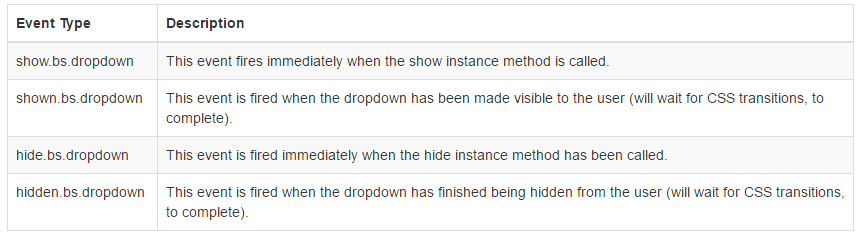 Event Type Description
show.bs.dropdown This event fires immediately when the show instance method is called.
shown.bs.dropdown This event is fired when the dropdown has been made visible to the user (will wait for CSS transitions, to
complete).
hide.bs.dropdown This event is fired immediately when the hide instance method has been called.
hidden.bs.dropdown This event is fired when the dropdown has finished being hidden from the user (will wait for CSS transitions,
to complete).